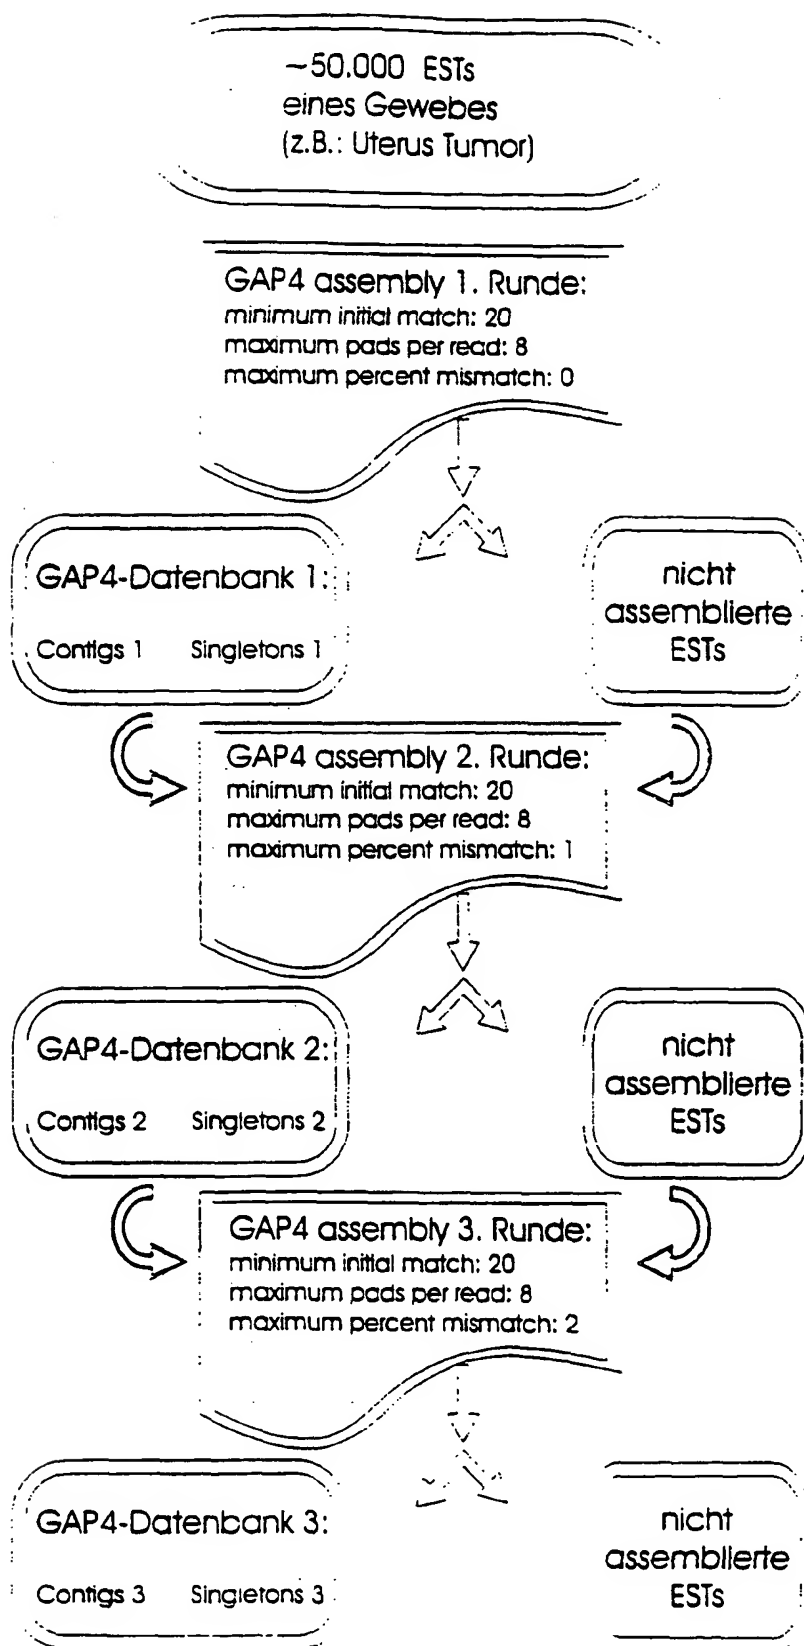 ~50.000 ESTs
eines Gewebes
(z.B.: Uterus Tumor)
GAP4 assembly 1. Runde:
minimum initial match: 20
maximum pads per read: 8
maximum percent mismatch: 0
GAP4-Datenbank 1:
Contigs 1 Singletons 1
nicht
assemblierte
ESTs
GAP4 assembly 2. Runde:
minimum initial match: 20
maximum pads per read: 8
maximum percent mismatch: 1
GAP4-Datenbank 2:
Contigs 2 Singletons 2
nicht
assemblierte
ESTs
GAP4 assembly 3. Runde:
minimum initial match: 20
maximum pads per read: 8
maximum percent mismatch: 2
GAP4-Datenbank 3:
Contigs 3 Singletons 3
nicht
assemblierte
ESTs